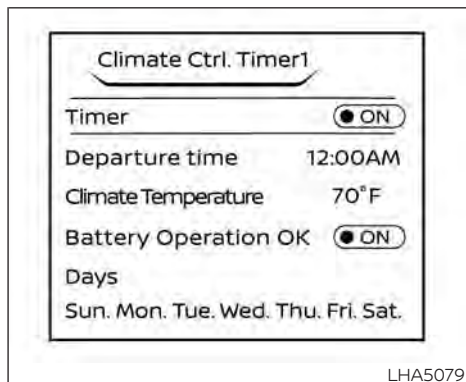 Climate Ctrl. Timer1
Timer ON
Departure time 12:00AM
Climate Temperature 70°F
Battery Operation OK ON
Days
Sun. Mon. Tue. Wed. Thu. Fri. Sat.
LHA5079